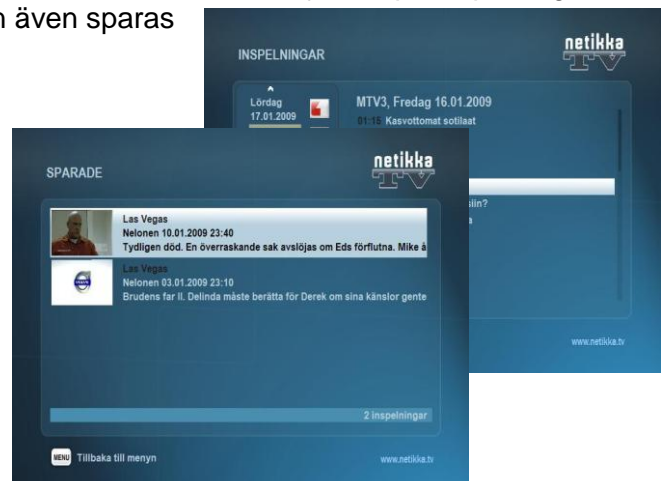 n även sparas
INSPELNINGAR
netikka
TV
Lördag
17.01.2009
MTV3, Fredag 16.01.2009
01:15 Kasvottomat sotilaat
siin?
www.netikka.tv
SPARADE
netikka
TV
Las Vegas
Nelonen 10.01.2009 23:40
Tydligen död. En överraskande sak avslöjas om Eds förflutna. Mike å
Las Vegas
Nelonen 03.01.2009 23:10
Brudens far II. Delinda måste berätta för Derek om sina känslor gente
2 inspelningar
MENU Tillbaka till menyn
www.netikka.tv